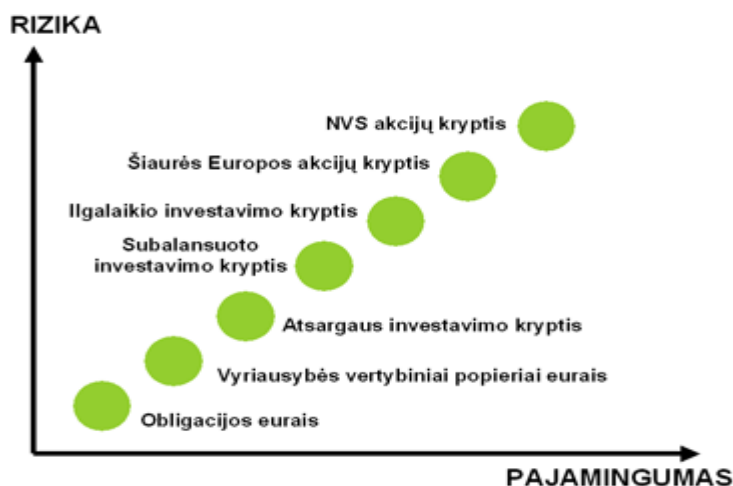 RIZIKA
NVS akcijų kryptis
Šiaurės Europos akcijų kryptis
Ilgalaikio investavimo kryptis
Subalansuoto
investavimo kryptis
Atsargaus investavimo kryptis
Vyriausybės vertybiniai popieriai eurais
Obligacijos eurais
PAJAMINGUMAS